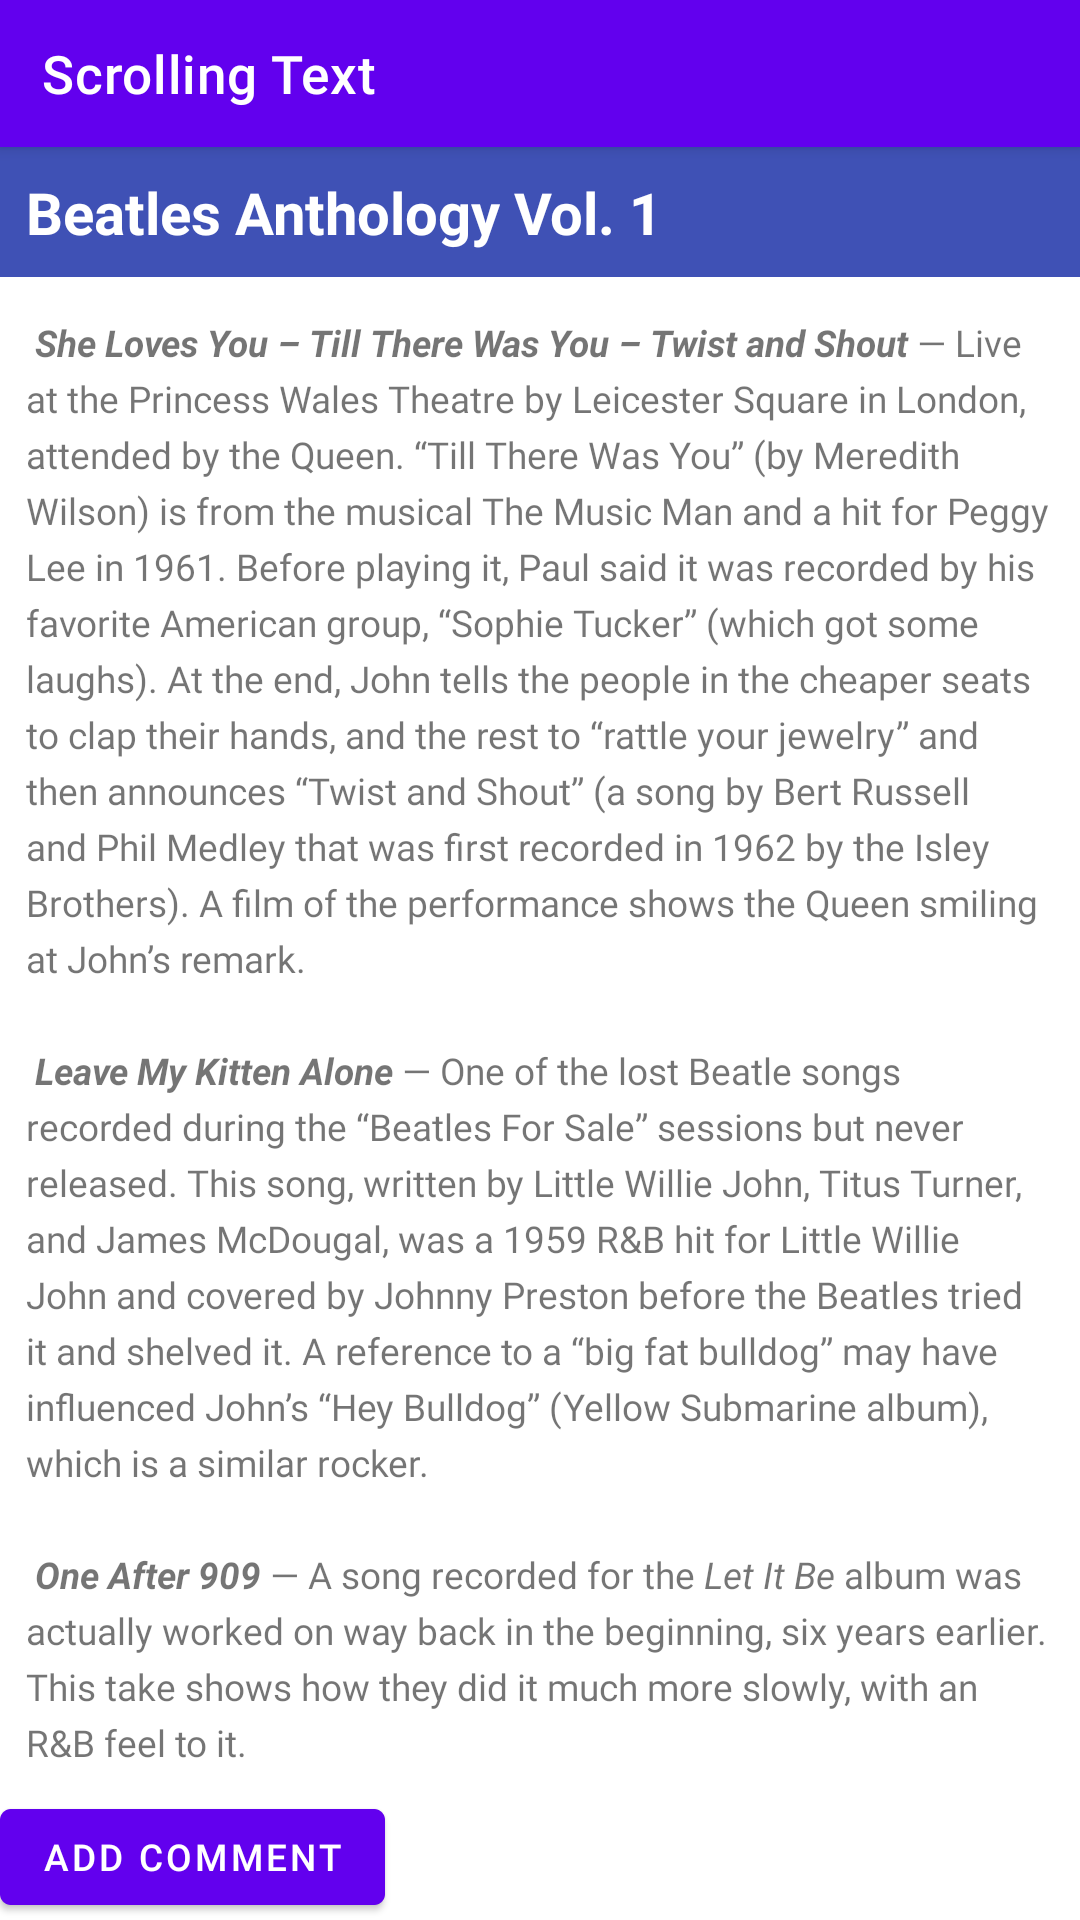 Scrolling Text
Beatles Anthology Vol. 1
She Loves You – Till There Was You – Twist and Shout — Live
at the Princess Wales Theatre by Leicester Square in London,
attended by the Queen. “Till There Was You” (by Meredith
Wilson) is from the musical The Music Man and a hit for Peggy
Lee in 1961. Before playing it, Paul said it was recorded by his
favorite American group, “Sophie Tucker” (which got some
laughs). At the end, John tells the people in the cheaper seats
to clap their hands, and the rest to “rattle your jewelry” and
then announces “Twist and Shout” (a song by Bert Russell
and Phil Medley that was first recorded in 1962 by the Isley
Brothers). A film of the performance shows the Queen smiling
at John’s remark.
Leave My Kitten Alone — One of the lost Beatle songs
recorded during the “Beatles For Sale” sessions but never
released. This song, written by Little Willie John, Titus Turner,
and James McDougal, was a 1959 R&B hit for Little Willie
John and covered by Johnny Preston before the Beatles tried
it and shelved it. A reference to a “big fat bulldog” may have
influenced John’s “Hey Bulldog” (Yellow Submarine album),
which is a similar rocker.
One After 909 — A song recorded for the Let It Be album was
actually worked on way back in the beginning, six years earlier.
This take shows how they did it much more slowly, with an
R&B feel to it.
ADD COMMENT